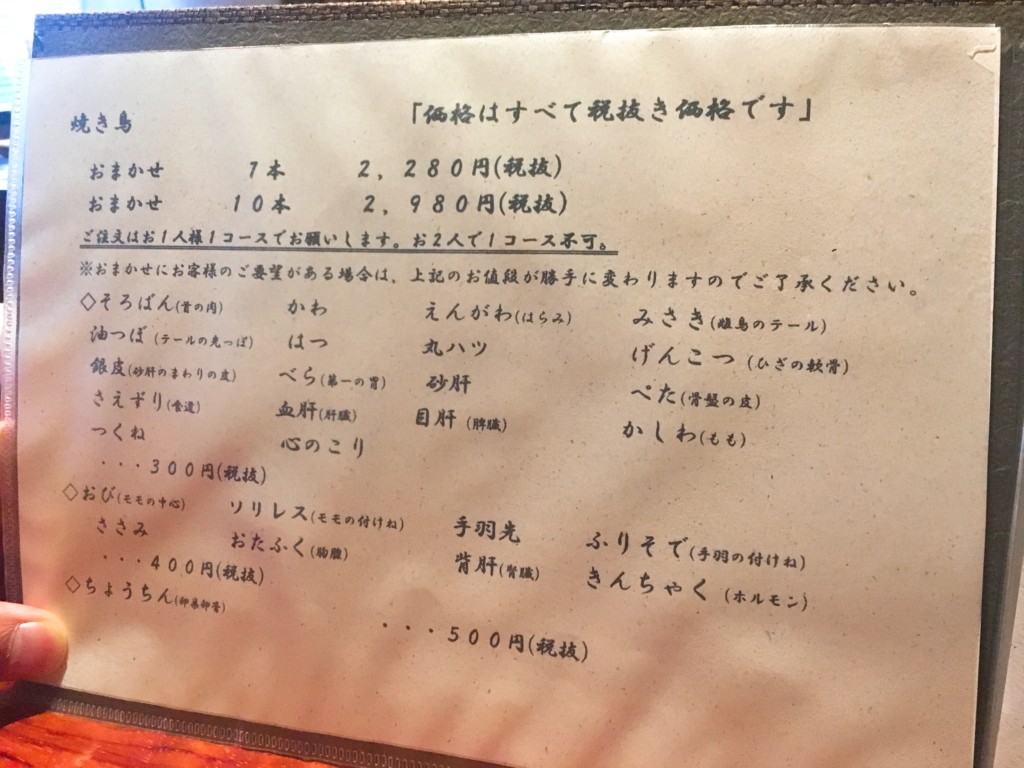 焼き鳥 「価格はすべて税抜き価格です」
おまかせ 7本 2，280円(税抜)
おまかせ 10本 2，980円(税抜)
ご注文はお1人様1コースでお願いします。お2人で1コース不可。
※おまかせにお客様のご要望がある場合は、上記のお値段が勝手に変わりますのでご了承ください。
◇そろばん(首の肉) かわ えんがわ(はらみ) みさき(雌鳥のテール)
油つぼ(テールの先っぽ) はつ 丸ハツ げんこつ(ひざの軟骨)
銀皮(砂肝のまわりの皮) べら(第一の胃) 砂肝 ぺた(骨盤の皮)
さえずり(食道) 血肝(肝臓) 目肝(脾臓) かしわ(もも)
つくね 心のこり
・・・300円(税抜)
◇おび(モモの中心) ソリレス(モモの付けね) 手羽先 ふりそで(手羽の付けね)
ささみ おたふく(胸腺) 背肝(腎臓) きんちゃく(ホルモン)
・・・400円(税抜)
◇ちょうちん(卵巣卵管)
・・・500円(税抜)